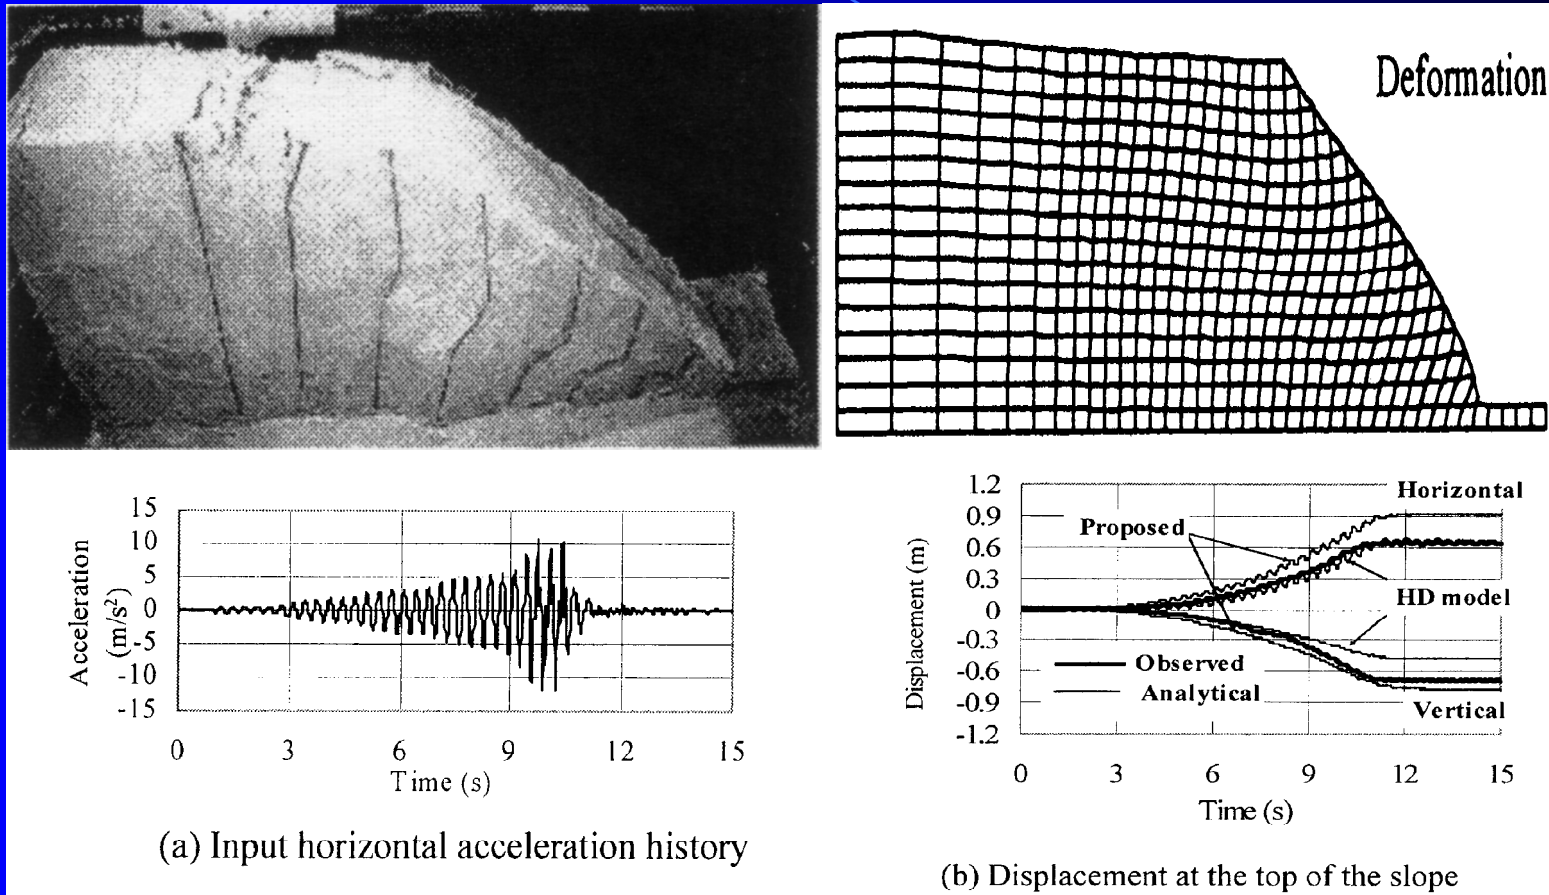 Deformation
15
10
5
0
-5
-10
-15
Acceleration
(m/s²)
0 3 6 9 12 15
Time (s)
(a) Input horizontal acceleration history
1.2
0.9
0.6
0.3
0
-0.3
-0.6
-0.9
-1.2
Displacement (m)
Horizontal
Proposed
HD model
Observed
Analytical
Vertical
0 3 6 9 12 15
Time (s)
(b) Displacement at the top of the slope